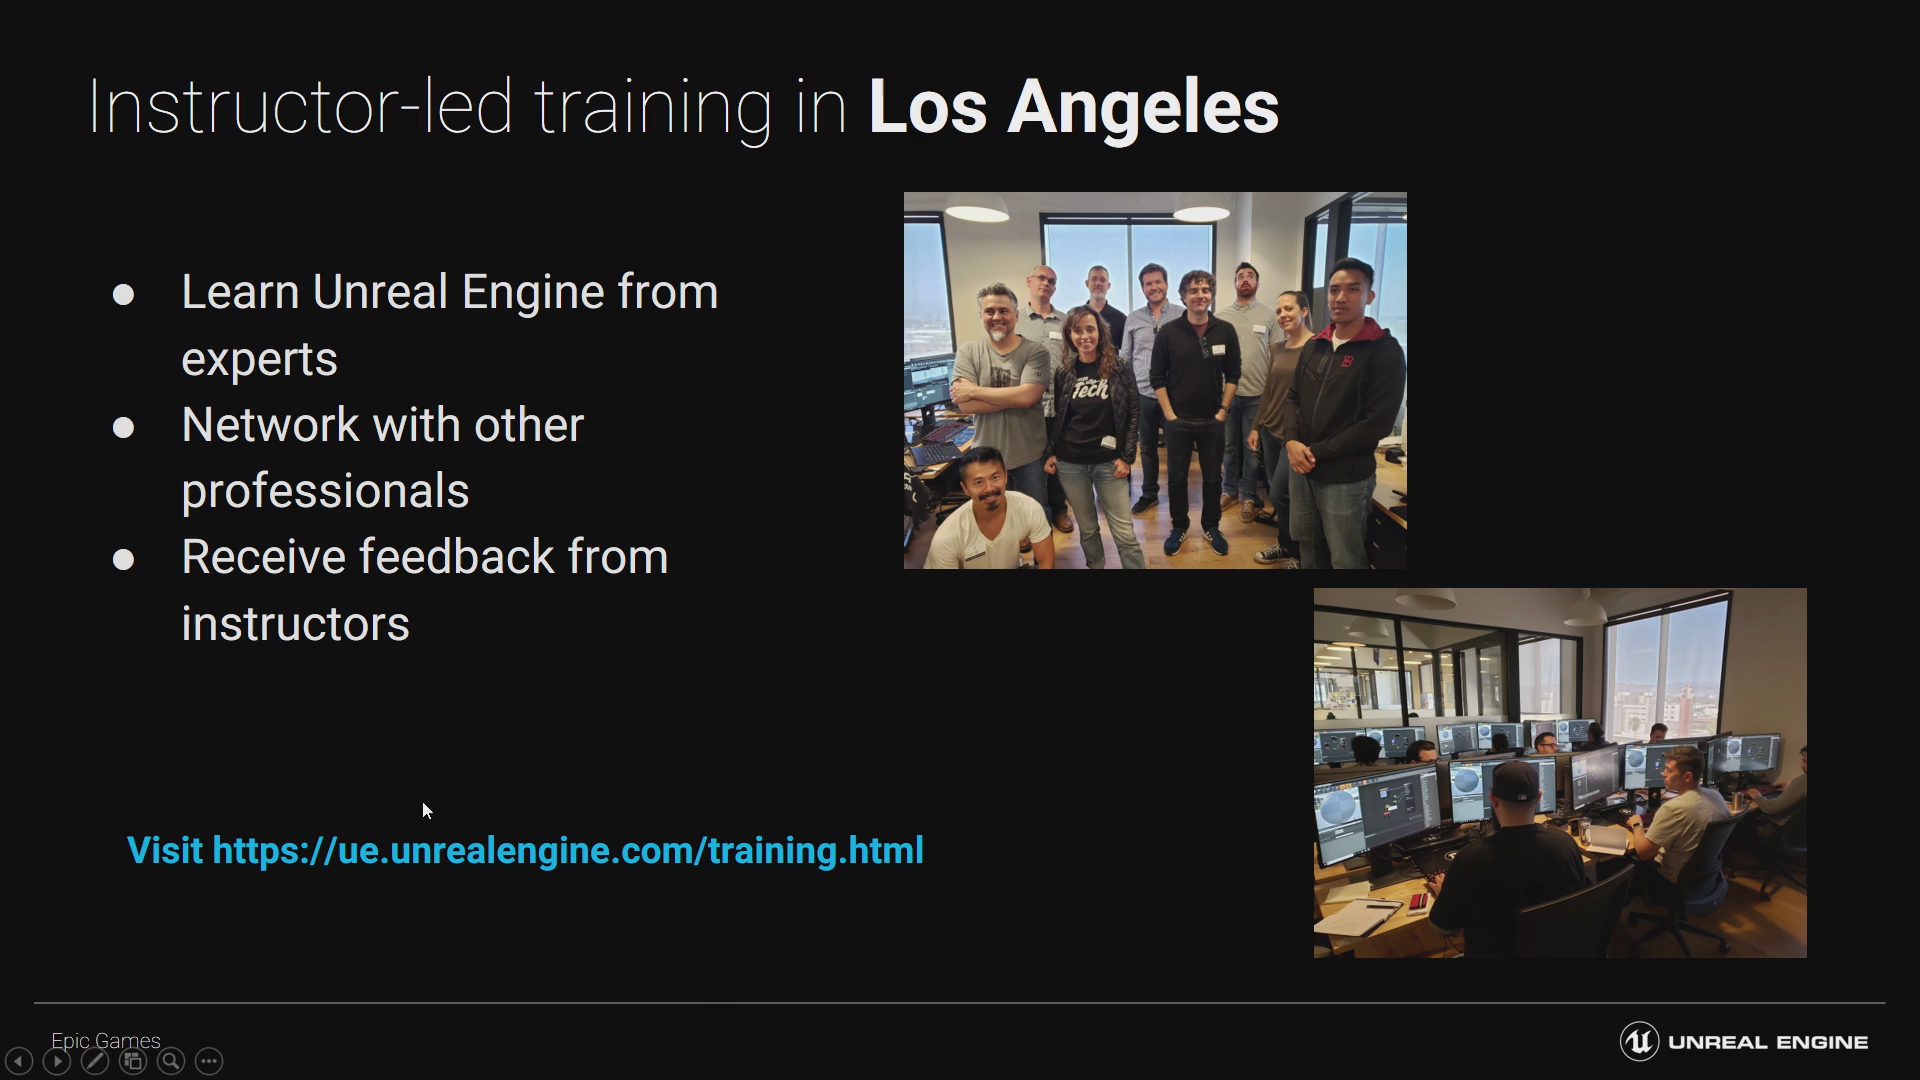 Instructor-led training in Los Angeles
● Learn Unreal Engine from
experts
● Network with other
professionals
● Receive feedback from
instructors
Tech
Visit https://ue.unrealengine.com/training.html
Epic Games
UNREAL ENGINE